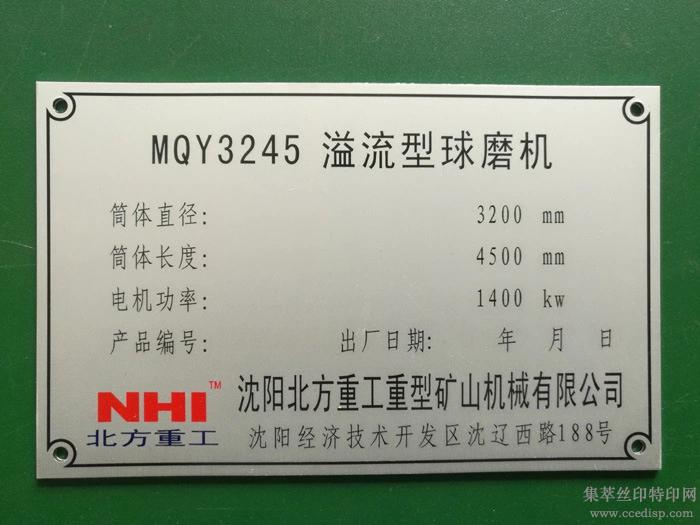 MQY3245 溢流型球磨机
筒体直径: 3200 mm
筒体长度: 4500 mm
电机功率: 1400 kw
产品编号: 出厂日期: 年 月 日
NHI™ 沈阳北方重工重型矿山机械有限公司
北方重工 沈阳经济技术开发区沈辽西路188号
集萃丝印特印网
www.ccedisp.com